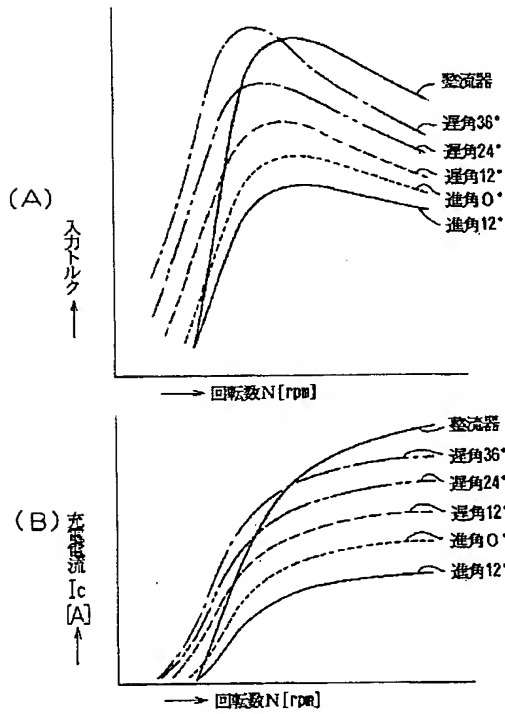 (A)
入力トルク
整流器
遅角36°
遅角24°
遅角12°
進角0°
進角12°
回転数N[rpm]
(B)
充電電流
Ic
[A]
整流器
遅角36°
遅角24°
遅角12°
進角0°
進角12°
回転数N[rpm]